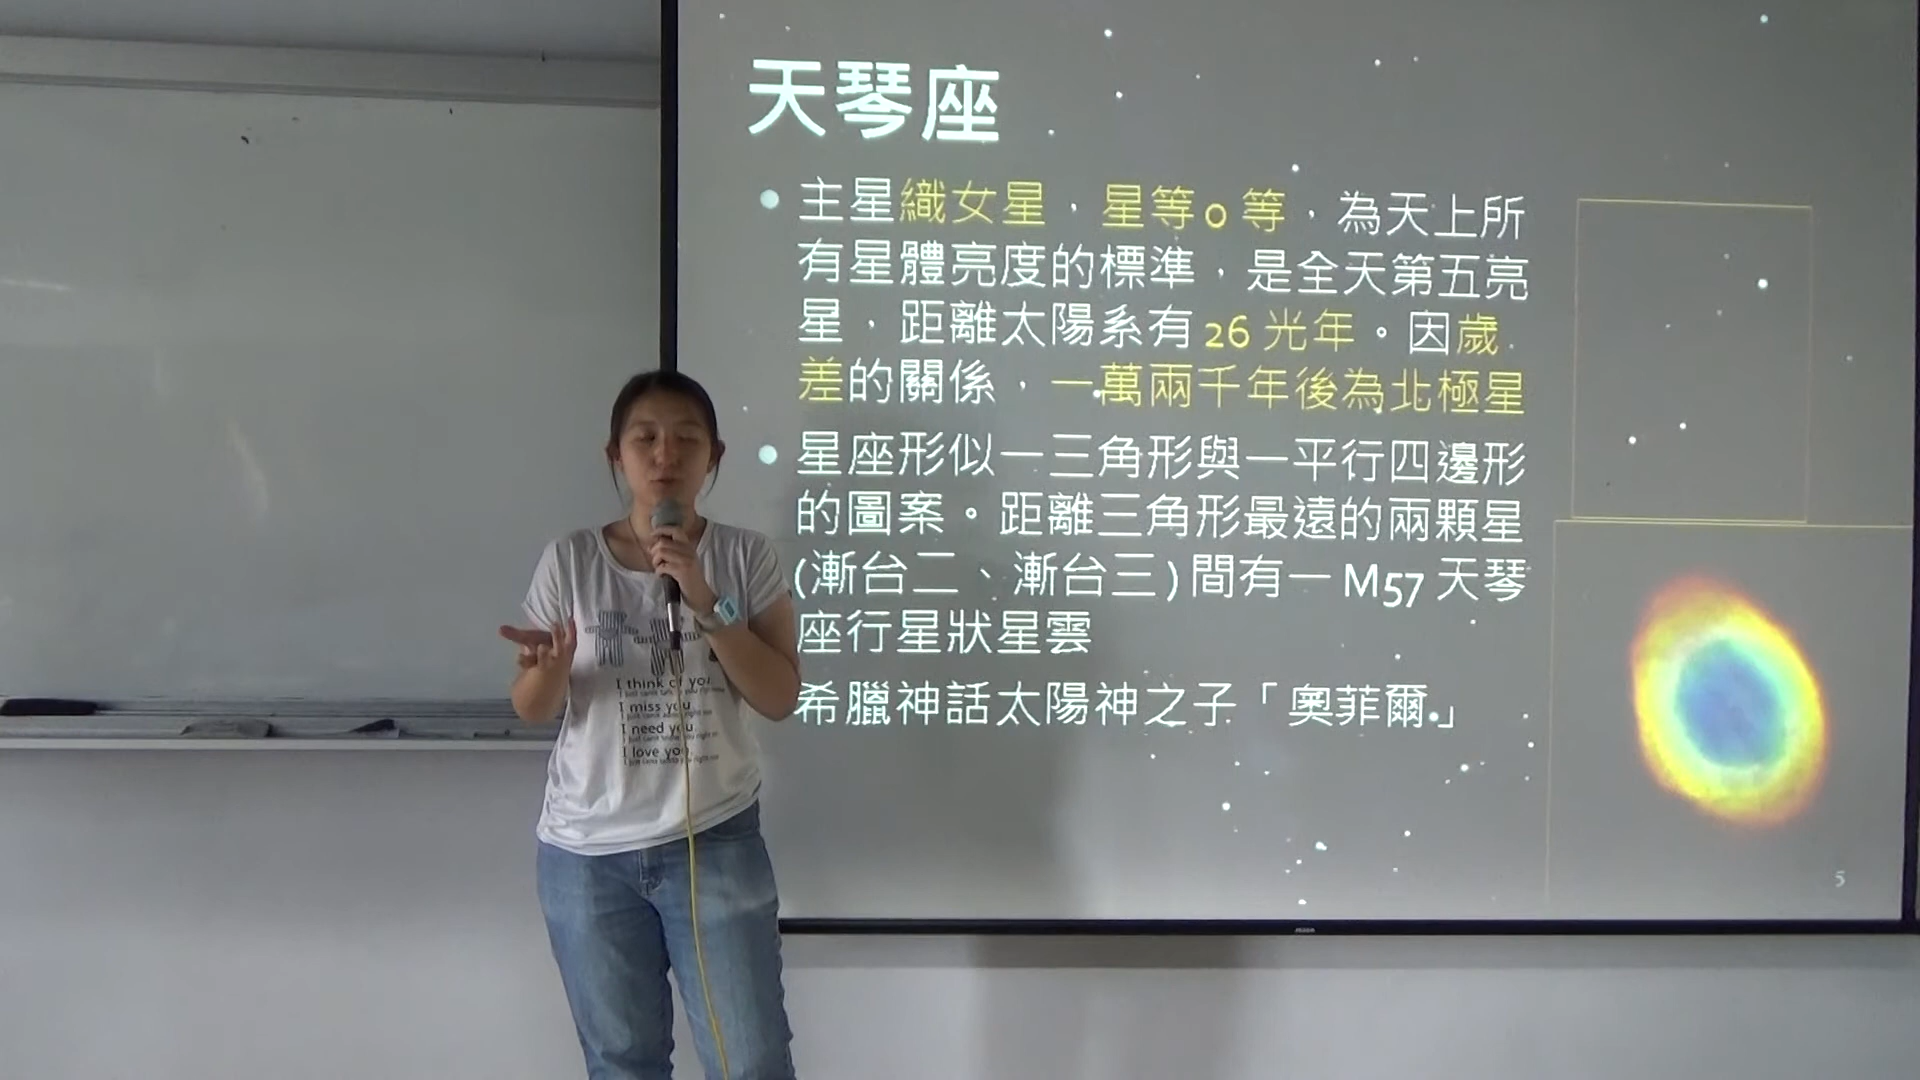 天琴座
主星織女星，星等0等，為天上所
有星體亮度的標準，是全天第五亮
星，距離太陽系有26光年。因歲
差的關係，一萬兩千年後為北極星
星座形似一三角形與一平行四邊形
的圖案。距離三角形最遠的兩顆星
(漸台二、漸台三)間有一M57天琴
座行星狀星雲
希臘神話太陽神之子「奧菲爾」
5
I think of you.
I miss you
I need you
I love you